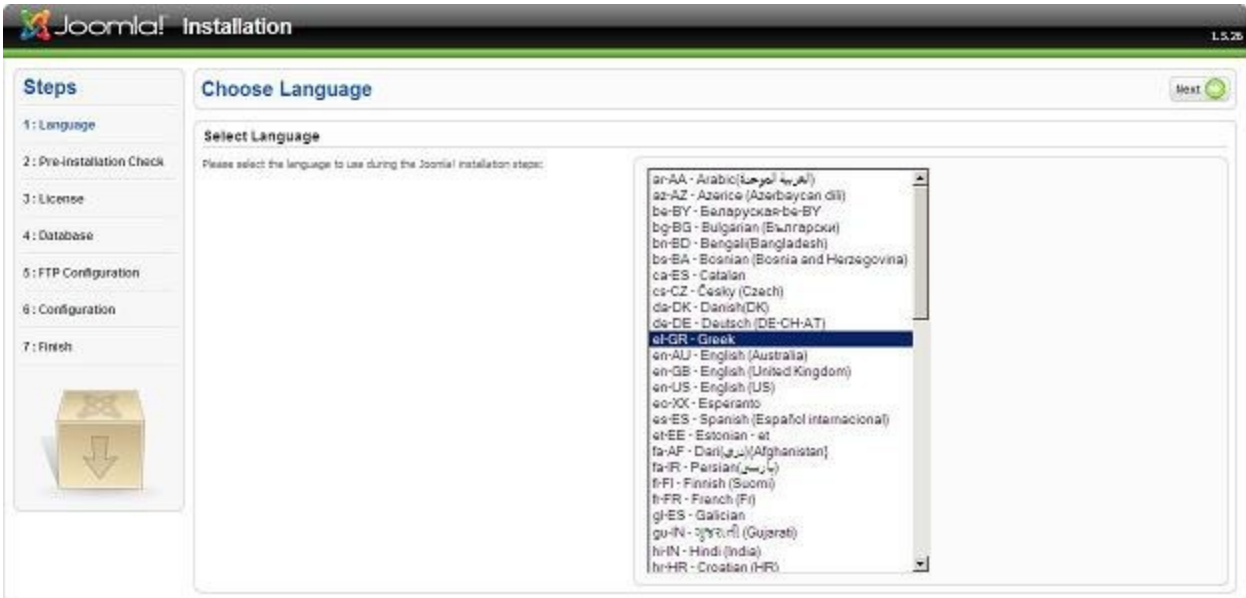 Joomla! Installation
1.5.26
Steps
1 : Language
2 : Pre-installation Check
3 : License
4 : Database
5 : FTP Configuration
6 : Configuration
7 : Finish
Choose Language
Next
Select Language
Please select the language to use during the Joomla! installation steps:
ar-AA - Arabic(العربية الموحدة)
az-AZ - Azerice (Azərbaycan dili)
be-BY - Беларуская-be-BY
bg-BG - Bulgarian (Български)
bn-BD - Bengali(Bangladesh)
bs-BA - Bosnian (Bosnia and Herzegovina)
ca-ES - Catalan
cs-CZ - Česky (Czech)
da-DK - Danish(DK)
de-DE - Deutsch (DE-CH-AT)
el-GR - Greek
en-AU - English (Australia)
en-GB - English (United Kingdom)
en-US - English (US)
eo-XX - Esperanto
es-ES - Spanish (Español internacional)
et-EE - Estonian - et
fa-AF - Dari(دری)(Afghanistan)
fa-IR - Persian(پارسی)
fi-FI - Finnish (Suomi)
fr-FR - French (Fr)
gl-ES - Galician
gu-IN - ગુજરાતી (Gujarati)
hi-IN - Hindi (India)
hr-HR - Croatian (HR)